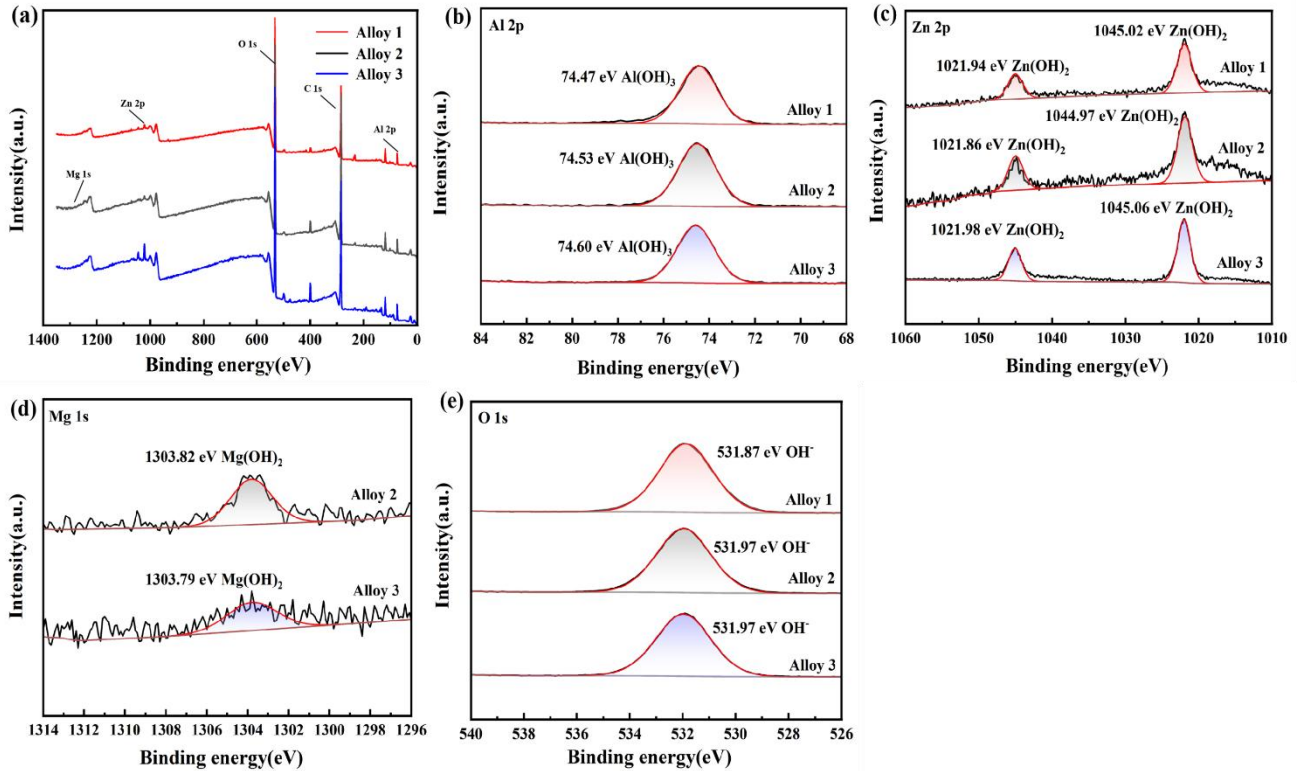 (a)
Alloy 1
Alloy 2
Alloy 3
O 1s
C 1s
Zn 2p
Al 2p
Mg 1s
Intensity(a.u.)
1400 1200 1000 800 600 400 200 0
Binding energy(eV)
(b)
Al 2p
74.47 eV Al(OH)3
Alloy 1
74.53 eV Al(OH)3
Alloy 2
74.60 eV Al(OH)3
Alloy 3
Intensity(a.u.)
84 82 80 78 76 74 72 70 68
Binding energy(eV)
(c)
Zn 2p
1045.02 eV Zn(OH)2
1021.94 eV Zn(OH)2
Alloy 1
1044.97 eV Zn(OH)2
1021.86 eV Zn(OH)2
Alloy 2
1045.06 eV Zn(OH)2
1021.98 eV Zn(OH)2
Alloy 3
Intensity(a.u.)
1060 1050 1040 1030 1020 1010
Binding energy(eV)
(d)
Mg 1s
1303.82 eV Mg(OH)2
Alloy 2
1303.79 eV Mg(OH)2
Alloy 3
Intensity(a.u.)
1314 1312 1310 1308 1306 1304 1302 1300 1298 1296
Binding energy(eV)
(e)
O 1s
531.87 eV OH-
Alloy 1
531.97 eV OH-
Alloy 2
531.97 eV OH-
Alloy 3
Intensity(a.u.)
540 538 536 534 532 530 528 526
Binding energy(eV)